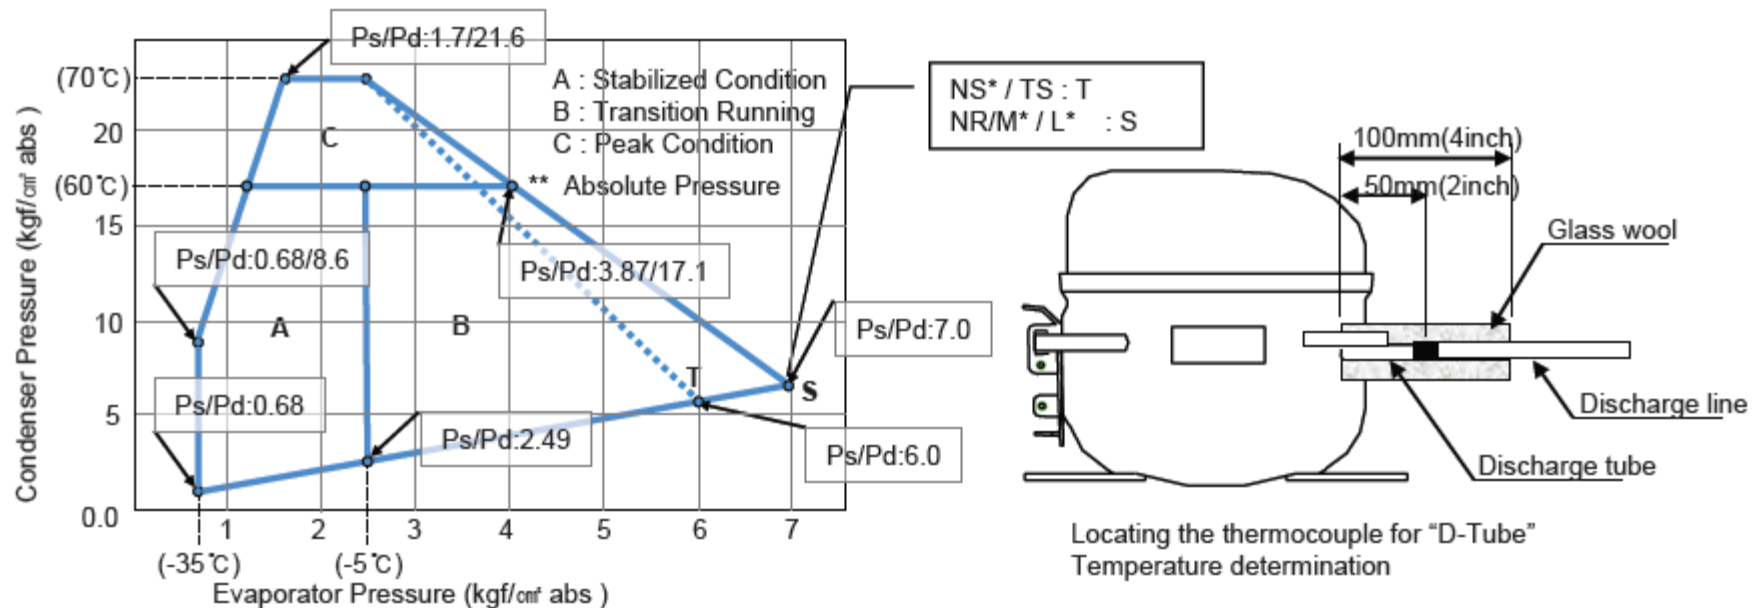 Ps/Pd:1.7/21.6
(70℃)
A : Stabilized Condition
B : Transition Running
C : Peak Condition
** Absolute Pressure
NS* / TS : T
NR/M* / L* : S
20
C
(60℃)
15
Ps/Pd:0.68/8.6
Ps/Pd:3.87/17.1
10
A
B
Ps/Pd:7.0
T
S
Ps/Pd:0.68
5
Ps/Pd:2.49
Ps/Pd:6.0
0.0
1
2
3
4
5
6
7
(-35℃)
(-5℃)
Evaporator Pressure (kgf/㎠ abs )
Condenser Pressure (kgf/㎠ abs )
100mm(4inch)
50mm(2inch)
Glass wool
Discharge line
Discharge tube
Locating the thermocouple for “D-Tube”
Temperature determination